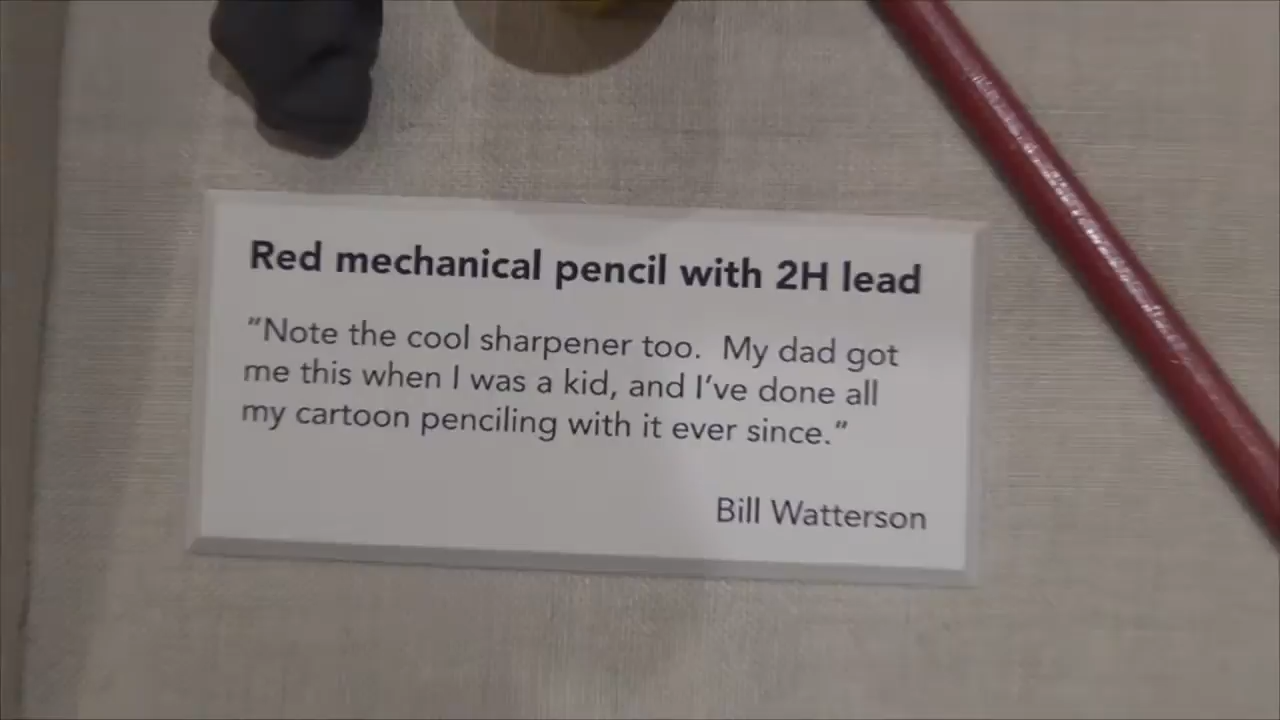 Red mechanical pencil with 2H lead
“Note the cool sharpener too.  My dad got
me this when I was a kid, and I’ve done all
my cartoon penciling with it ever since.”
Bill Watterson